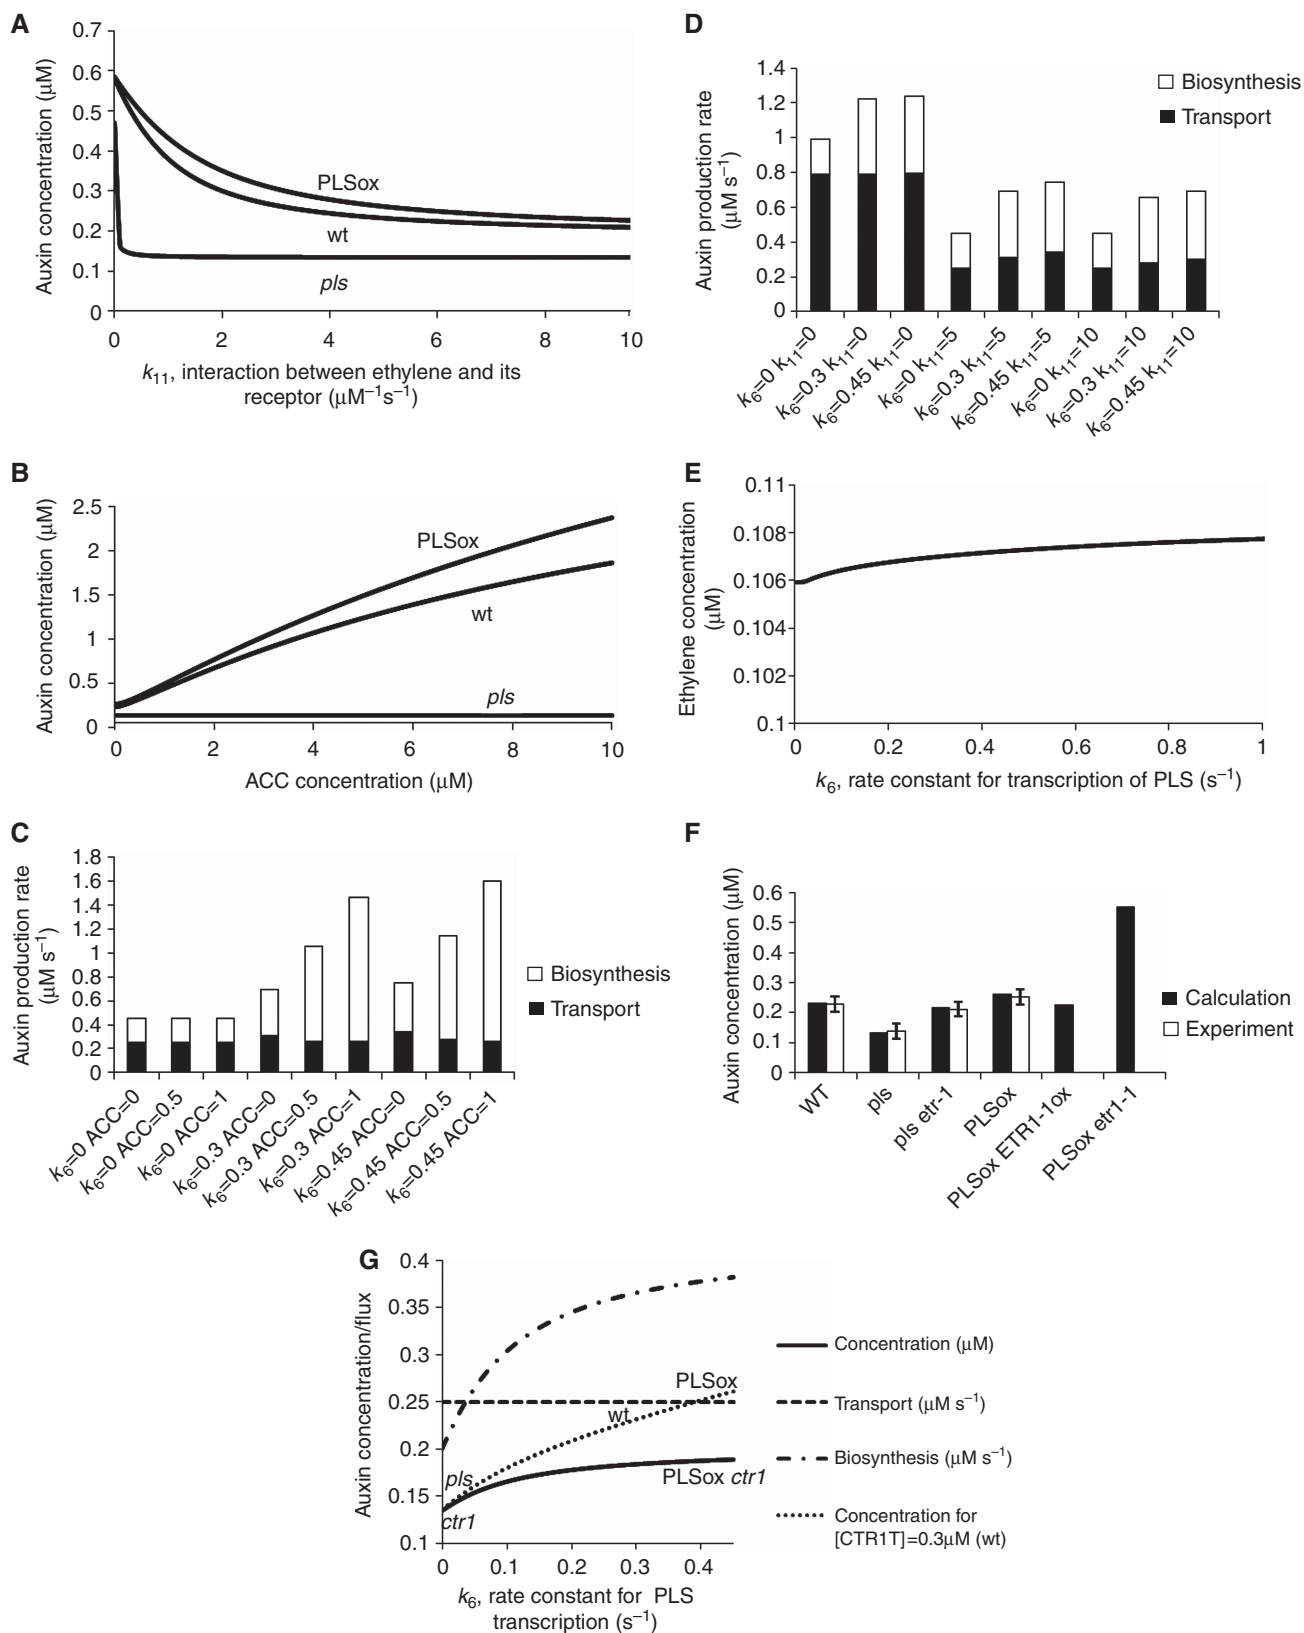 A
0.7
0.6
0.5
0.4
0.3
0.2
0.1
0
Auxin concentration (μM)
PLSox
wt
pls
0 2 4 6 8 10
k11, interaction between ethylene and its
receptor (μM−1s−1)
D
1.4
1.2
1
0.8
0.6
0.4
0.2
0
Auxin production rate
(μM s−1)
Biosynthesis
Transport
k6=0 k11=0
k6=0.3 k11=0
k6=0.45 k11=0
k6=0 k11=5
k6=0.3 k11=5
k6=0.45 k11=5
k6=0 k11=10
k6=0.3 k11=10
k6=0.45 k11=10
B
2.5
2
1.5
1
0.5
0
Auxin concentration (μM)
PLSox
wt
pls
0 2 4 6 8 10
ACC concentration (μM)
E
0.11
0.108
0.106
0.104
0.102
0.1
Ethylene concentration
(μM)
0 0.2 0.4 0.6 0.8 1
k6, rate constant for transcription of PLS (s−1)
C
1.8
1.6
1.4
1.2
1
0.8
0.6
0.4
0.2
0
Auxin production rate
(μM s−1)
Biosynthesis
Transport
k6=0 ACC=0
k6=0 ACC=0.5
k6=0 ACC=1
k6=0.3 ACC=0
k6=0.3 ACC=0.5
k6=0.3 ACC=1
k6=0.45 ACC=0
k6=0.45 ACC=0.5
k6=0.45 ACC=1
F
0.6
0.5
0.4
0.3
0.2
0.1
0
Auxin concentration (μM)
Calculation
Experiment
WT
pls
pls etr-1
PLSox
PLSox ETR1-1ox
PLSox etr1-1
G
0.4
0.35
0.3
0.25
0.2
0.15
0.1
Auxin concentration/flux
PLSox
wt
pls
PLSox ctr1
ctr1
0 0.1 0.2 0.3 0.4
k6, rate constant for PLS
transcription (s−1)
Concentration (μM)
Transport (μM s−1)
Biosynthesis (μM s−1)
Concentration for
[CTR1T]=0.3μM (wt)